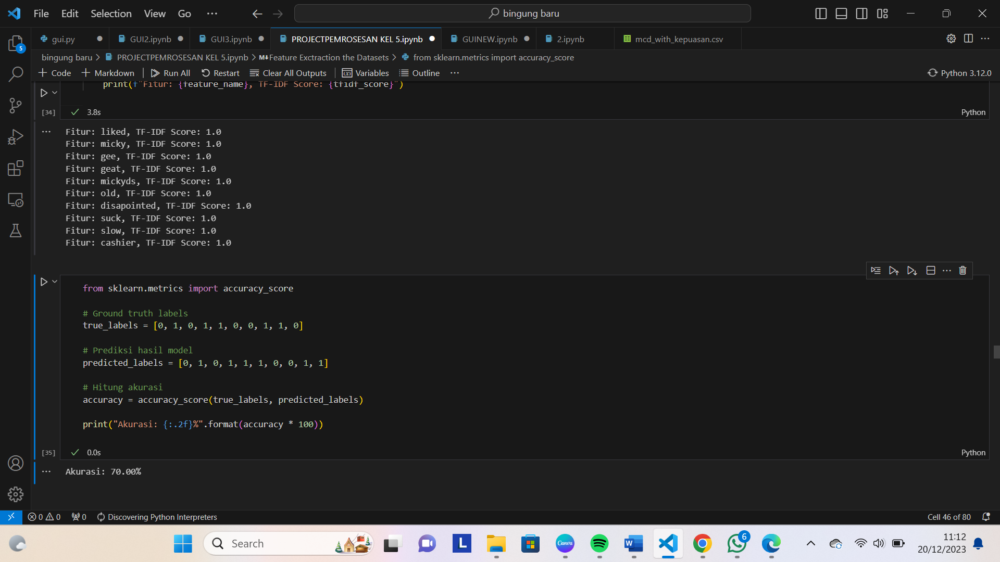 File Edit Selection View Go ··· bingung baru
5
gui.py GUI2.ipynb GUI3.ipynb PROJECTPEMROSESAN KEL 5.ipynb GUINEW.ipynb 2.ipynb mcd_with_kepuasan.csv
bingung baru > PROJECTPEMROSESAN KEL 5.ipynb > M↓Feature Exctraction the Datasets > from sklearn.metrics import accuracy_score
+ Code + Markdown | Run All Restart Clear All Outputs | Variables Outline ··· Python 3.12.0
print(f"Fitur: {feature_name}, TF-IDF Score: {tfidf_score}")
[34] ✓ 3.8s Python
··· Fitur: liked, TF-IDF Score: 1.0
Fitur: micky, TF-IDF Score: 1.0
Fitur: gee, TF-IDF Score: 1.0
Fitur: geat, TF-IDF Score: 1.0
Fitur: mickyds, TF-IDF Score: 1.0
Fitur: old, TF-IDF Score: 1.0
Fitur: disapointed, TF-IDF Score: 1.0
Fitur: suck, TF-IDF Score: 1.0
Fitur: slow, TF-IDF Score: 1.0
Fitur: cashier, TF-IDF Score: 1.0
from sklearn.metrics import accuracy_score
# Ground truth labels
true_labels = [0, 1, 0, 1, 1, 0, 0, 1, 1, 0]
# Prediksi hasil model
predicted_labels = [0, 1, 0, 1, 1, 1, 0, 0, 1, 1]
# Hitung akurasi
accuracy = accuracy_score(true_labels, predicted_labels)
print("Akurasi: {:.2f}%".format(accuracy * 100))
[35] ✓ 0.0s Python
··· Akurasi: 70.00%
0 0 0 Discovering Python Interpreters Cell 46 of 80
Search L Canva W 6 11:12
20/12/2023